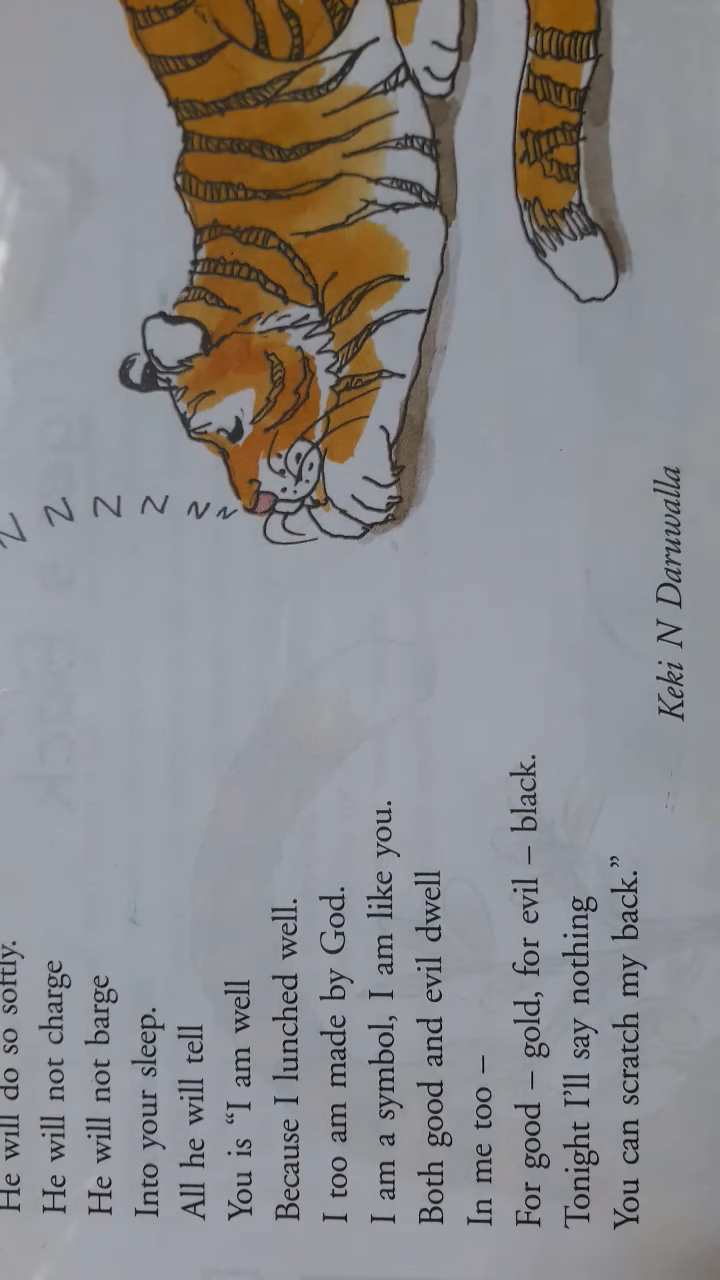 He will do so softly.
He will not charge
He will not barge
Into your sleep.
All he will tell
You is “I am well
Because I lunched well.
I too am made by God.
I am a symbol, I am like you.
Both good and evil dwell
In me too –
For good – gold, for evil – black.
Tonight I’ll say nothing
You can scratch my back.”
Keki N Daruwalla
Z Z Z Z Z Z